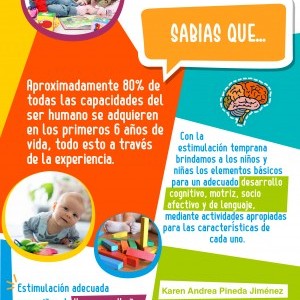 SABIAS QUE...
Aproximadamente 80% de
todas las capacidades del
ser humano se adquieren
en los primeros 6 años de
vida, todo esto a través
de la experiencia.
Con la
estimulación temprana
brindamos a los niños y
niñas los elementos básicos
para un adecuado desarrollo
cognitivo, motriz, socio
afectivo y de lenguaje,
mediante actividades apropiadas
para las características de
cada uno.
Estimulación adecuada
Karen Andrea Pineda Jiménez